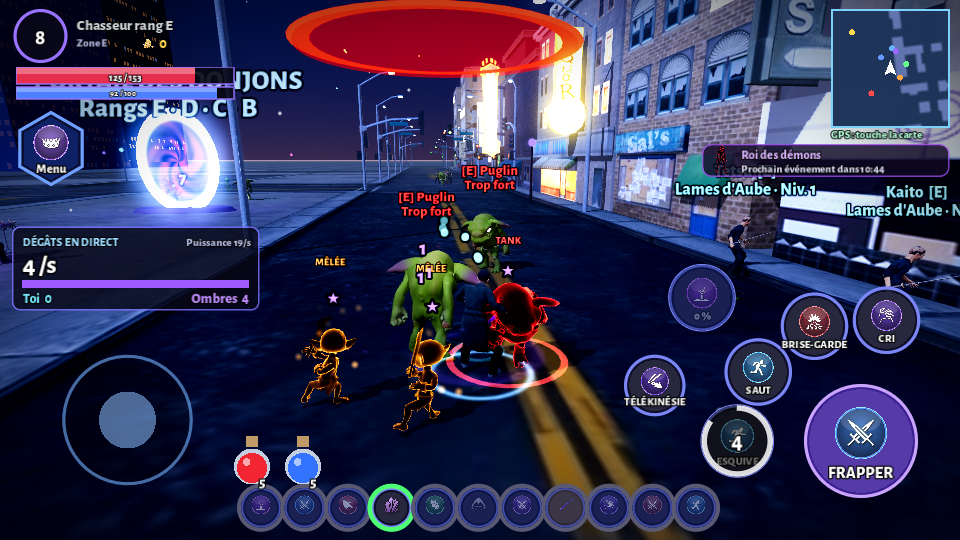 8
Chasseur rang E
Zone E
0
125/153
92/100
JONS
Rangs E · D · C B
Menu
7
DÉGÂTS EN DIRECT
Puissance 19/s
4 /s
Toi 0
Ombres 4
GPS · touche la carte
Roi des démons
Prochain événement dans 10:44
Lames d'Aube · Niv. 1
Kaito [E]
Lames d'Aube · N
S
Sal's
[E] Puglin
Trop fort
[E] Puglin
Trop fort
TANK
MÊLÉE
MÊLÉE
1
1
0 %
BRISE-GARDE
CRI
SAUT
TÉLÉKINÉSIE
4
ESQUIVE
FRAPPER
5
5